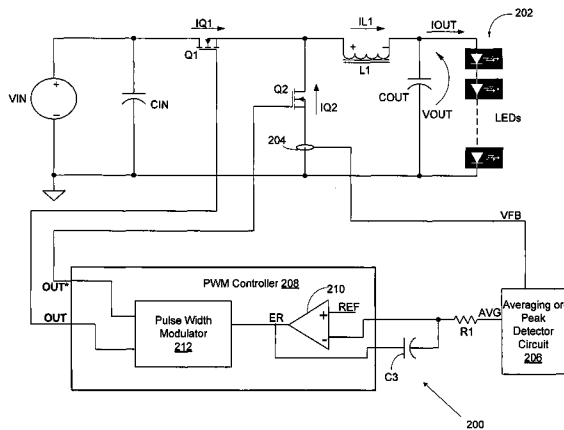 IQ1
IL1
IOUT
202
Q1
L1
Q2
IQ2
VIN
CIN
COUT
VOUT
LEDs
204
VFB
OUT*
OUT
PWM Controller 208
210
REF
ER
Pulse Width
Modulator
212
C3
R1
AVG
Averaging or
Peak
Detector
Circuit
206
200